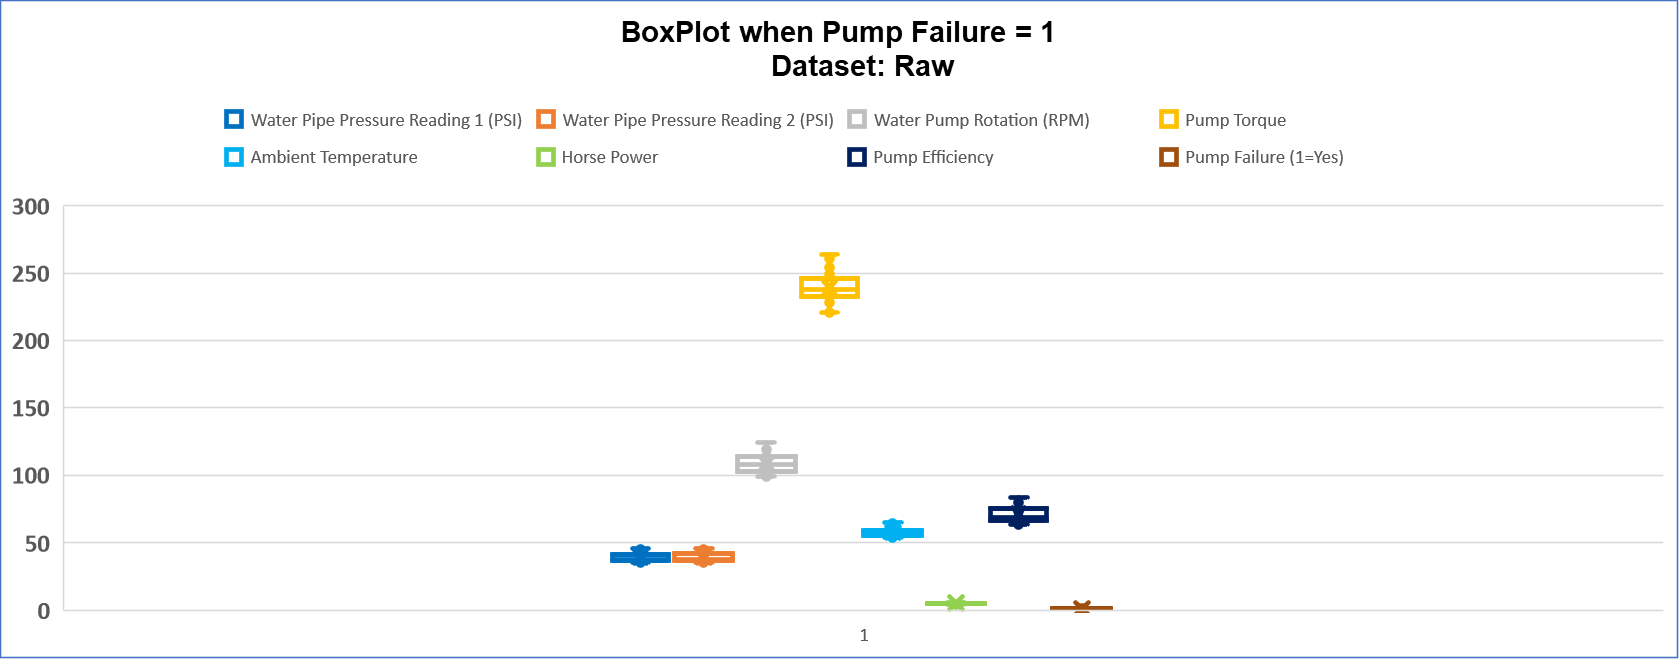 BoxPlot when Pump Failure = 1
Dataset: Raw
Water Pipe Pressure Reading 1 (PSI) Water Pipe Pressure Reading 2 (PSI) Water Pump Rotation (RPM) Pump Torque
Ambient Temperature Horse Power Pump Efficiency Pump Failure (1=Yes)
300
250
200
150
100
50
0
1